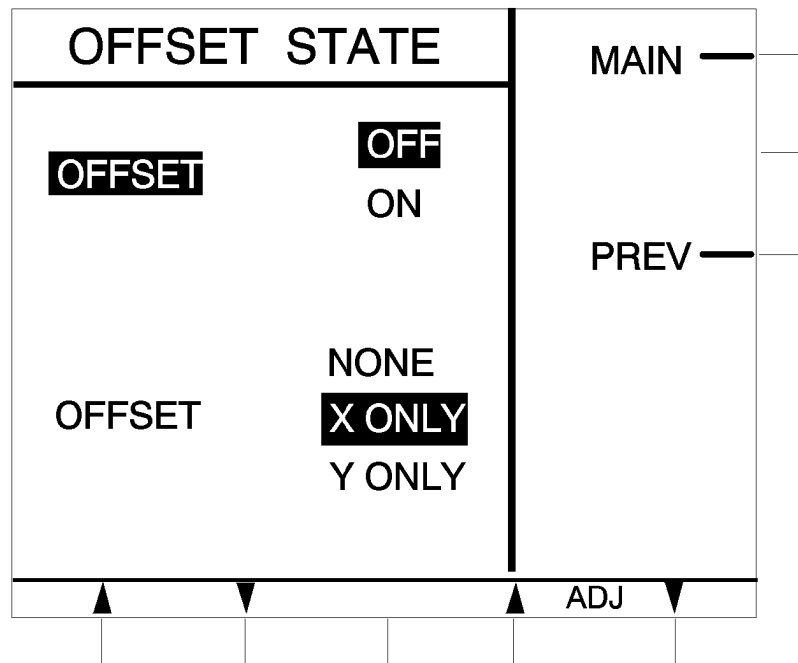 OFFSET STATE
MAIN
OFFSET
OFF
ON
PREV
OFFSET
NONE
X ONLY
Y ONLY
ADJ